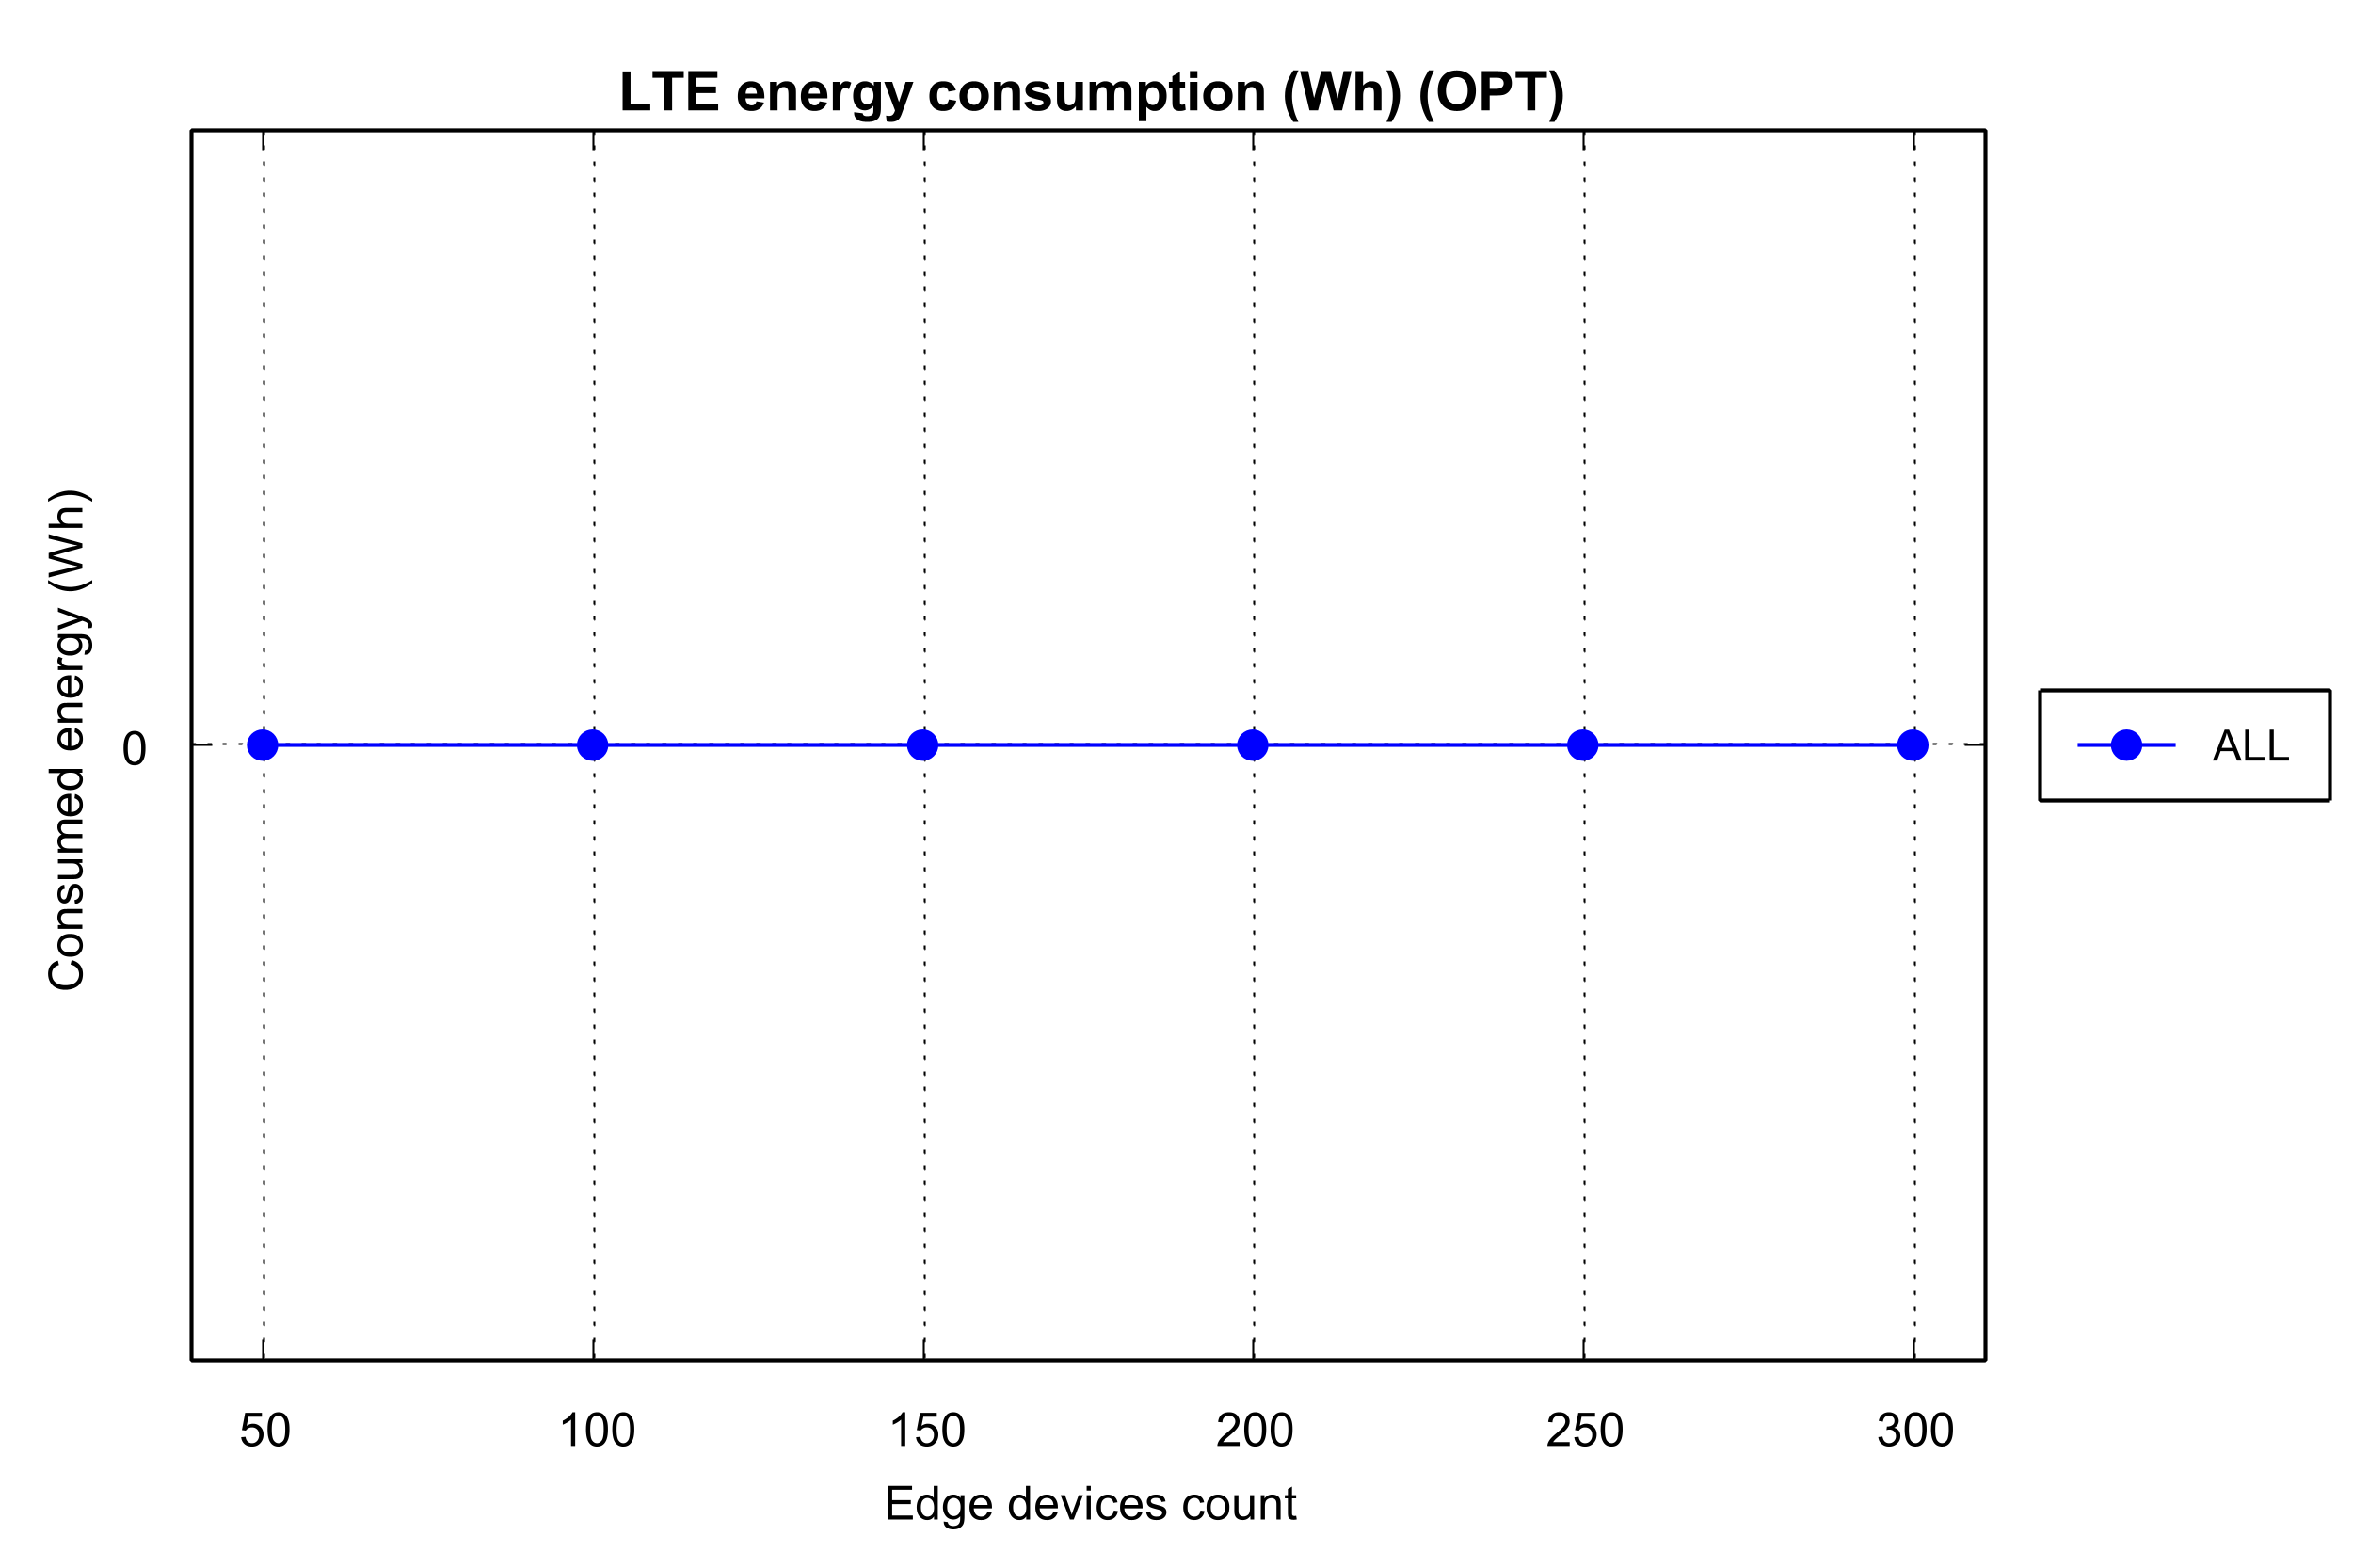 LTE energy consumption (Wh) (OPT)
Consumed energy (Wh)
0
ALL
50 100 150 200 250 300
Edge devices count